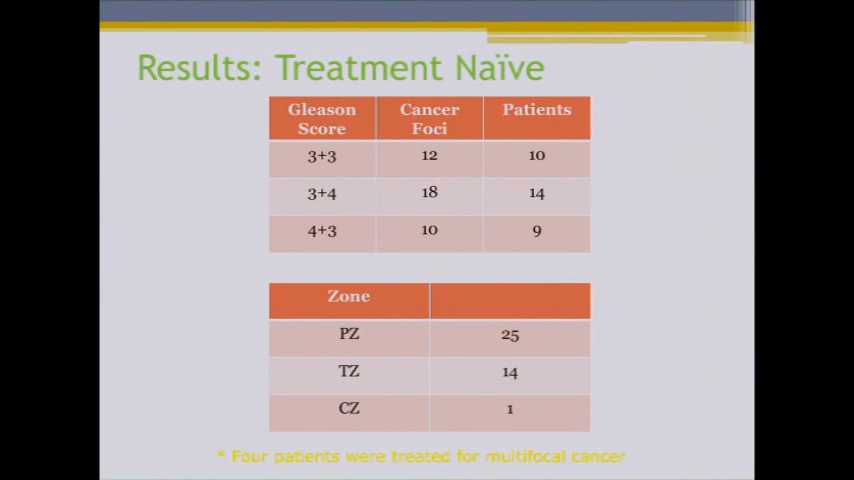 Results: Treatment Naïve
Gleason Score Cancer Foci Patients
3+3 12 10
3+4 18 14
4+3 10 9
Zone
PZ 25
TZ 14
CZ 1
* Four patients were treated for multifocal cancer